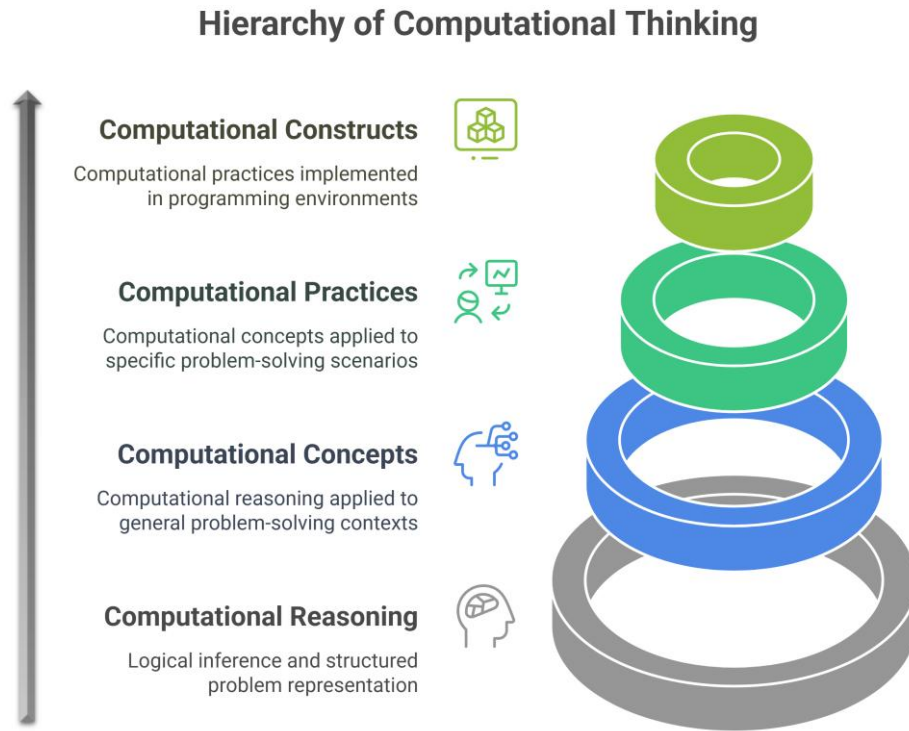 Hierarchy of Computational Thinking
Computational Constructs
Computational practices implemented
in programming environments
Computational Practices
Computational concepts applied to
specific problem-solving scenarios
Computational Concepts
Computational reasoning applied to
general problem-solving contexts
Computational Reasoning
Logical inference and structured
problem representation